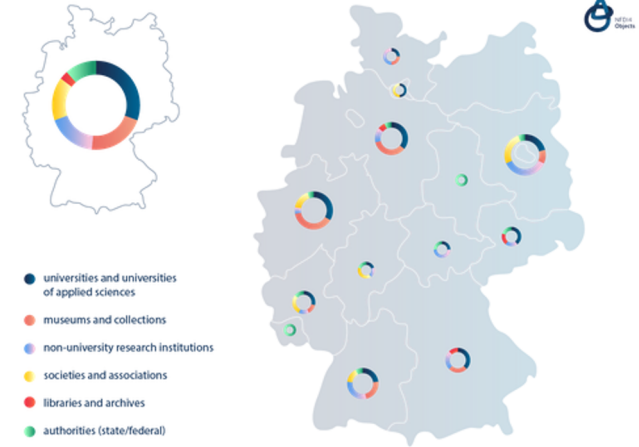 NFDI4
Objects
universities and universities
of applied sciences
museums and collections
non-university research institutions
societies and associations
libraries and archives
authorities (state/federal)